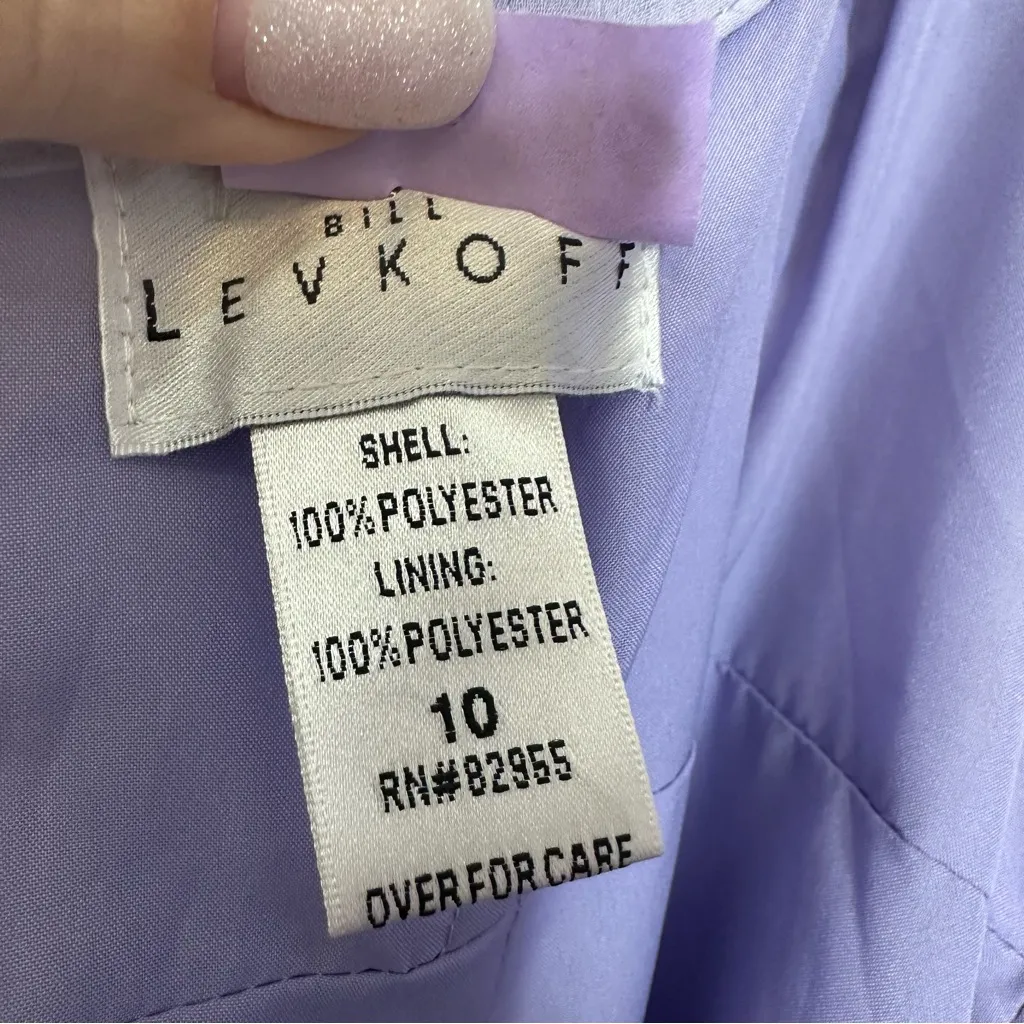 BILL
LEVKOFF
SHELL:
100% POLYESTER
LINING:
100% POLYESTER
10
RN#82955
OVER FOR CARE